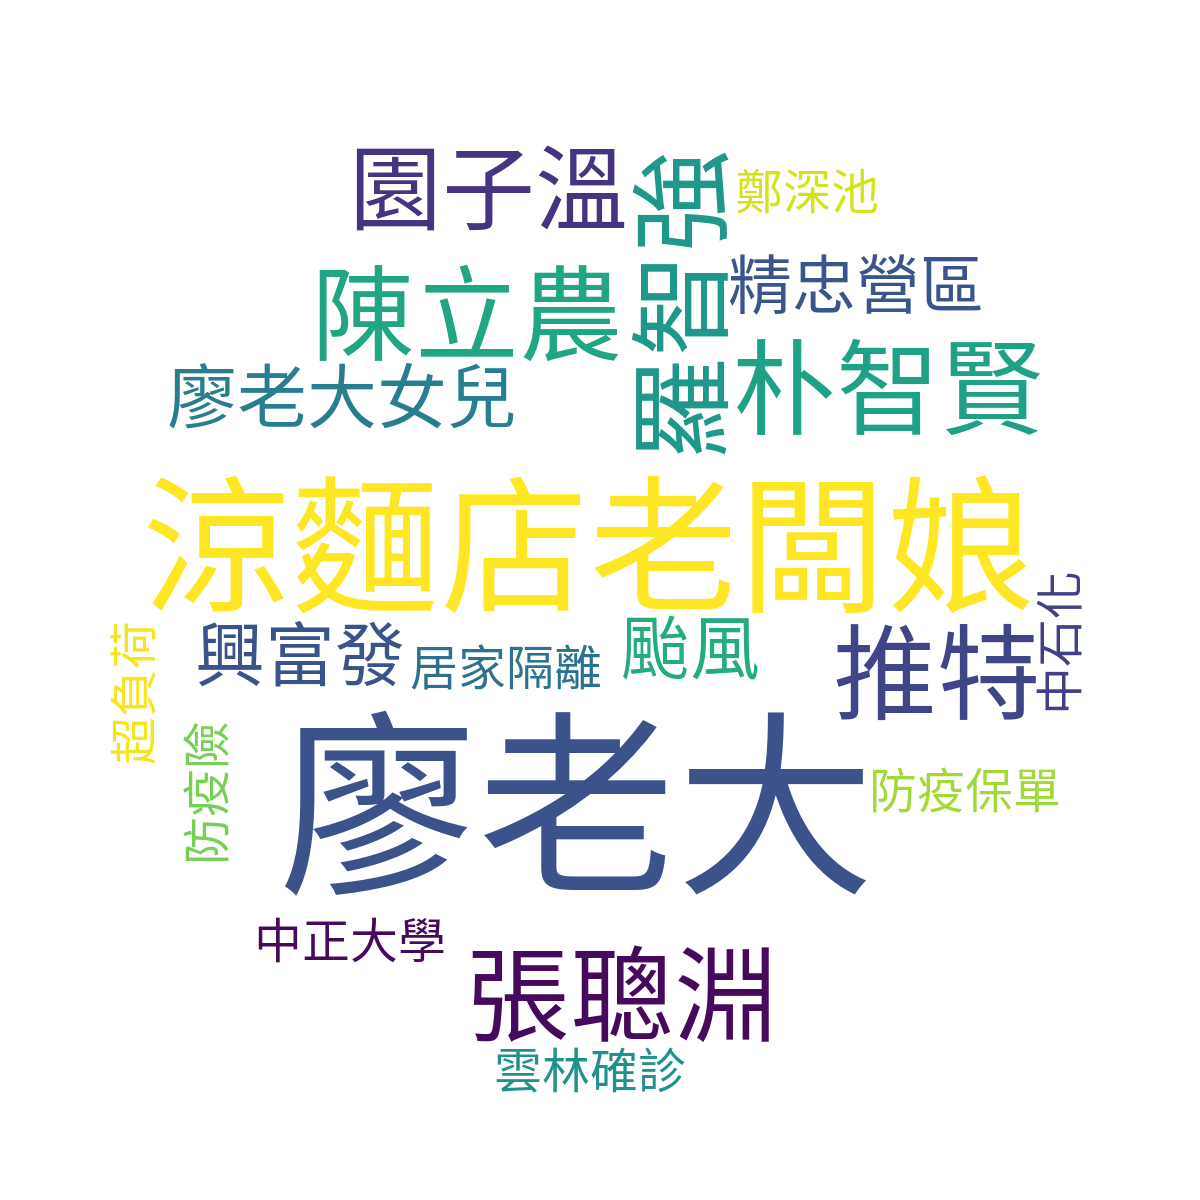 園子溫
羅智強
鄭深池
精忠營區
陳立農
朴智賢
廖老大女兒
涼麵店老闆娘
中石化
超負荷
興富發
居家隔離
颱風
推特
廖老大
防疫險
防疫保單
中正大學
張聰淵
雲林確診